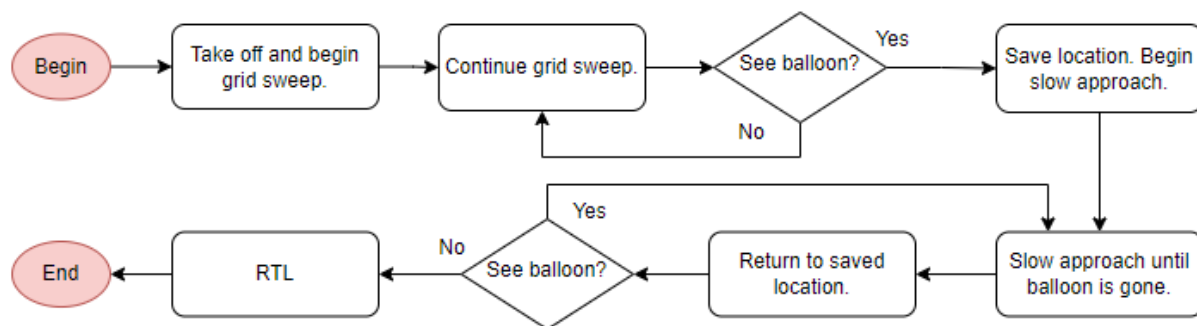 Begin
Take off and begin
grid sweep.
Continue grid sweep.
See balloon?
Yes
No
Save location. Begin
slow approach.
Slow approach until
balloon is gone.
Return to saved
location.
See balloon?
Yes
No
RTL
End